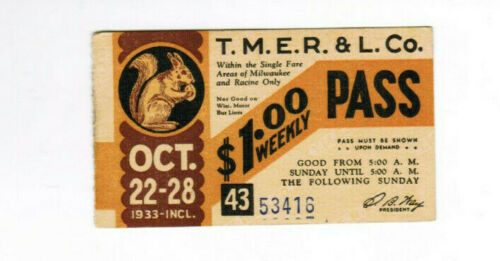 T. M. E. R. & L. Co.
Within the Single Fare
Areas of Milwaukee
and Racine Only
Not Good on
Wis. Motor
Bus Lines
$1.00
WEEKLY
PASS
PASS MUST BE SHOWN
UPON DEMAND
GOOD FROM 5:00 A. M.
SUNDAY UNTIL 5:00 A. M.
THE FOLLOWING SUNDAY
PRESIDENT
OCT.
22-28
1933-INCL.
43
53416